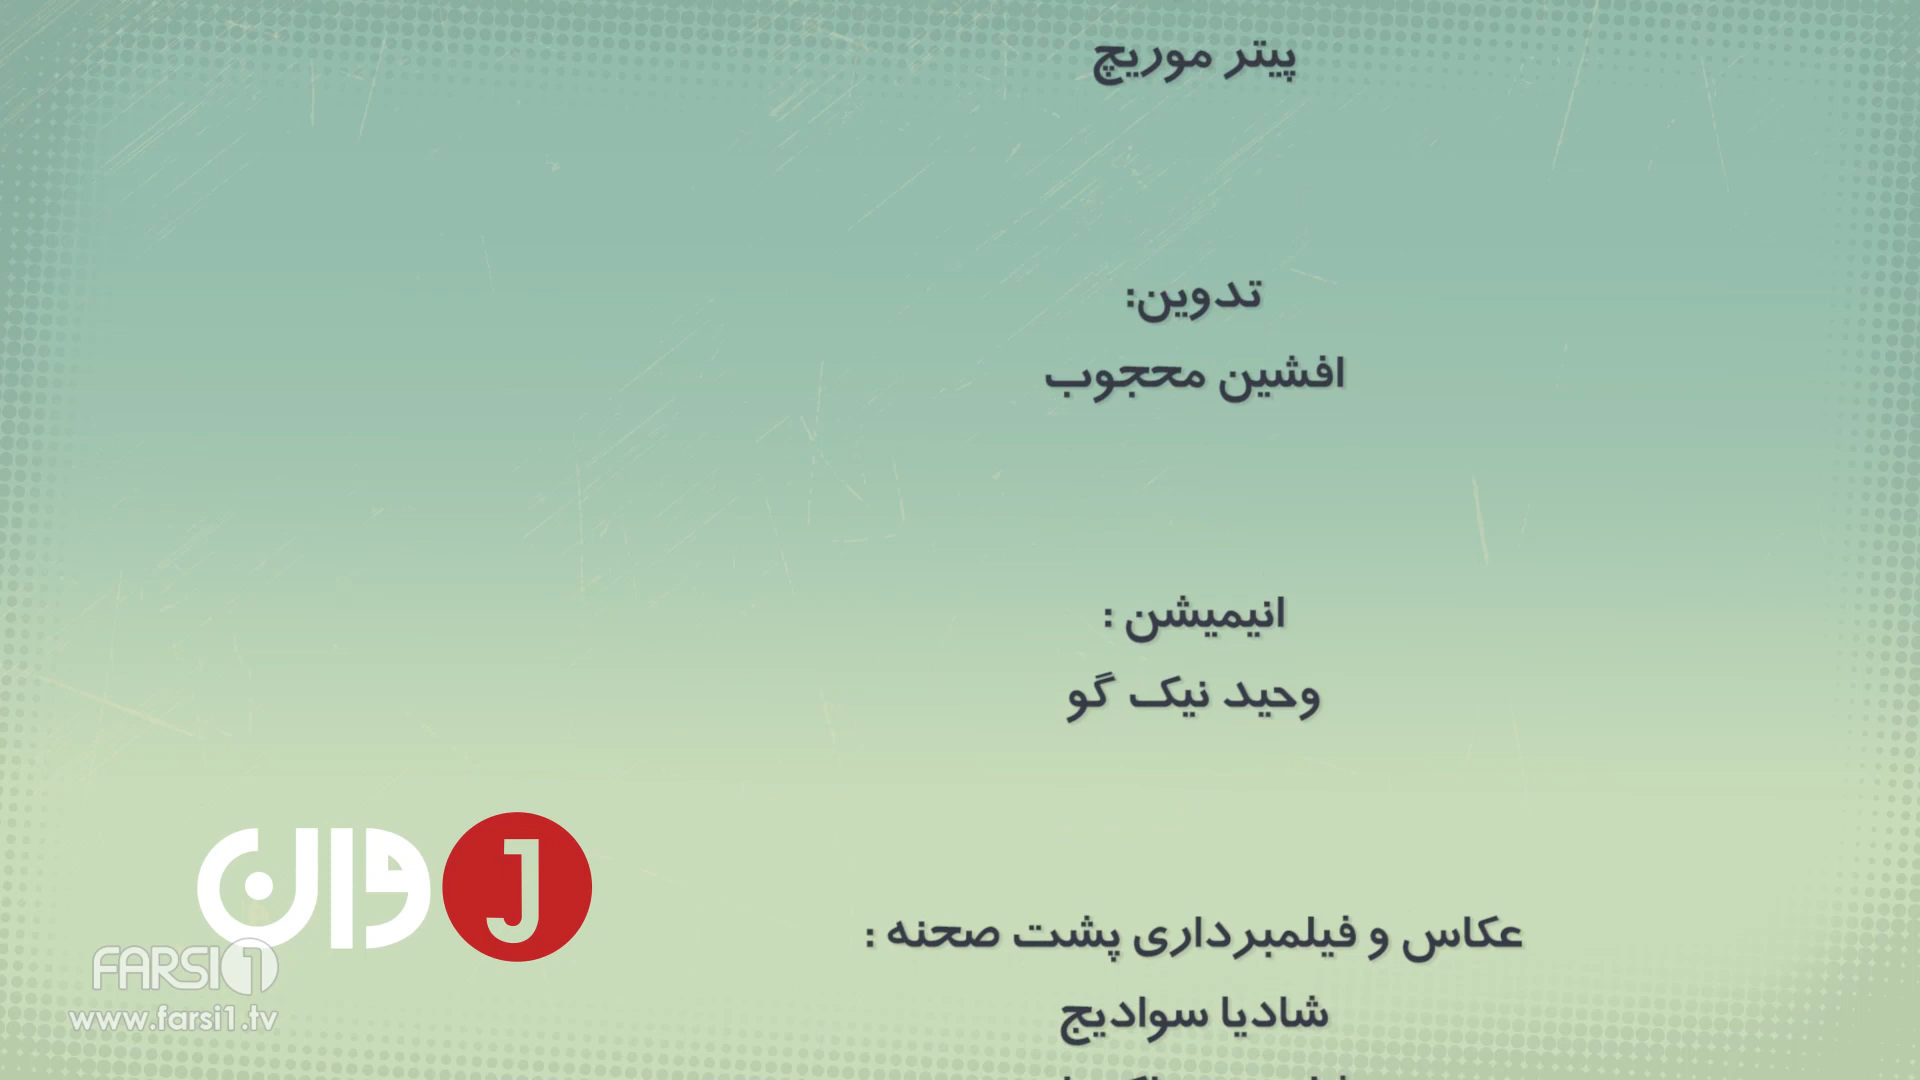 پیتر موریچ
تدوین:
افشین محجوب
انیمیشن :
وحید نیک گو
عکاس و فیلمبرداری پشت صحنه :
شادیا سوادیج
وان J
FARSI1
www.farsi1.tv